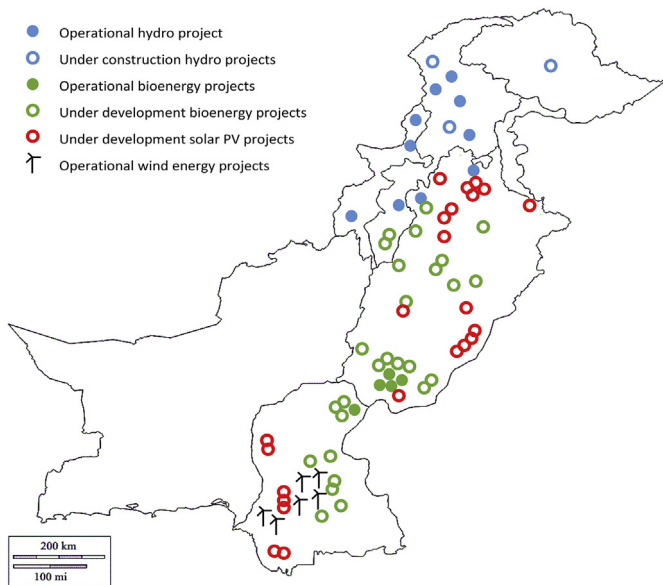 Operational hydro project
Under construction hydro projects
Operational bioenergy projects
Under development bioenergy projects
Under development solar PV projects
Operational wind energy projects
200 km
100 mi